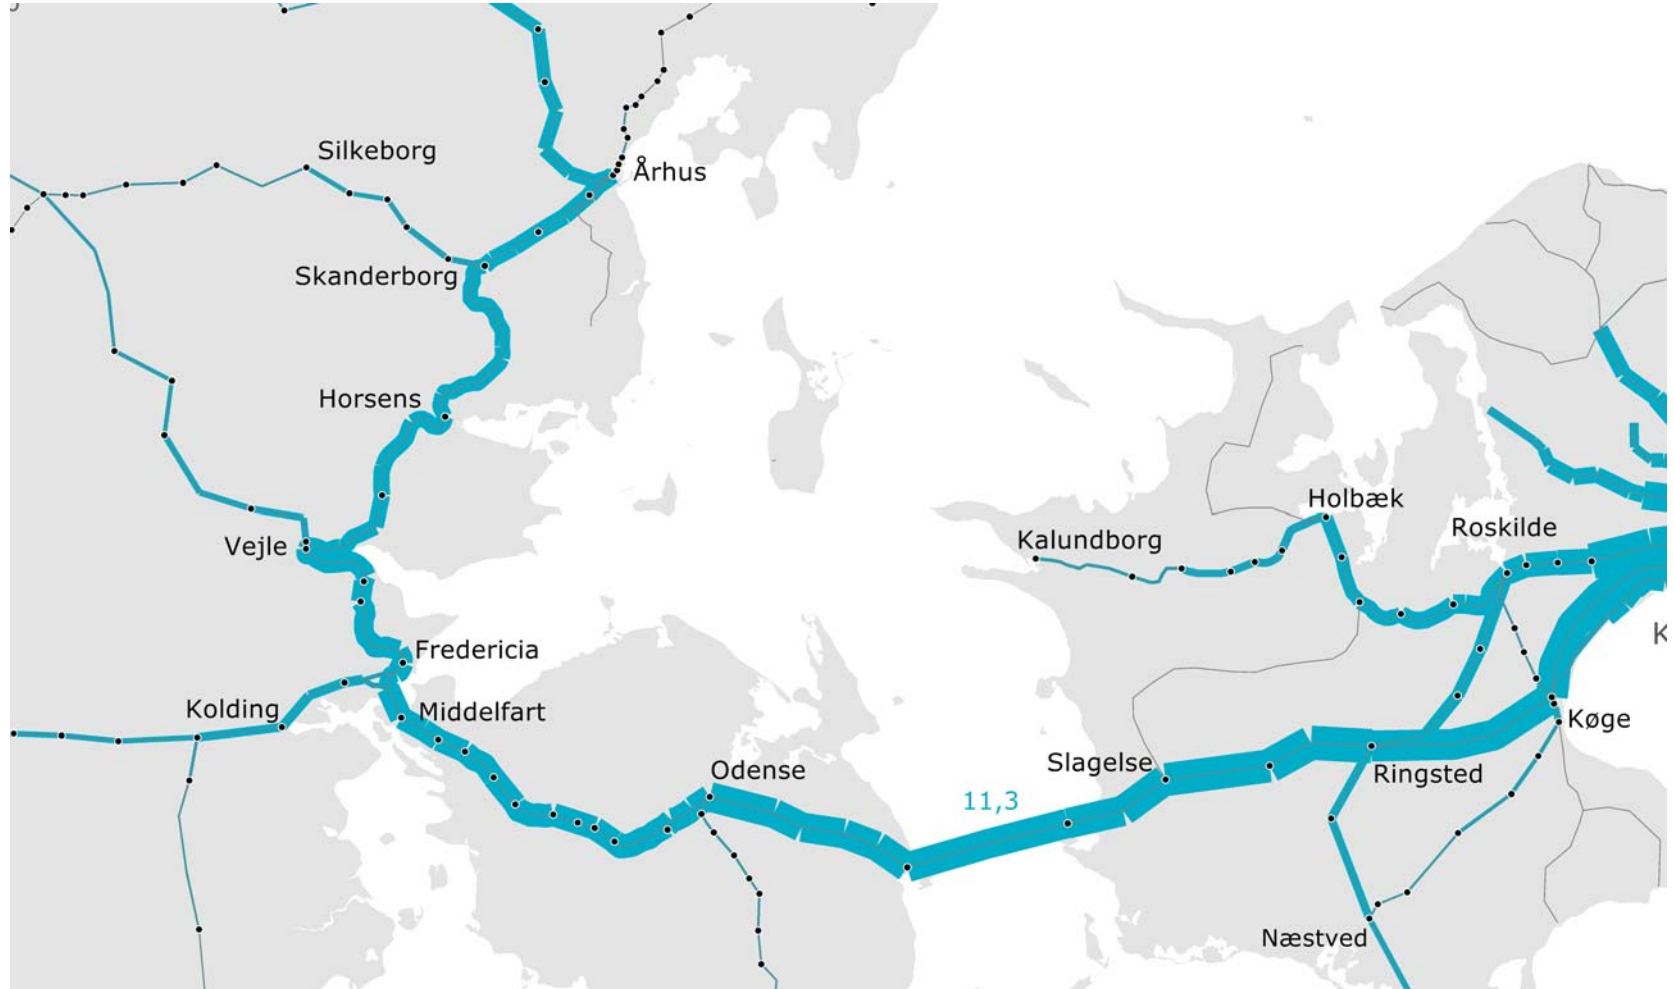 Silkeborg
Århus
Skanderborg
Horsens
Holbæk
Roskilde
Vejle
Kalundborg
Fredericia
Kolding
Middelfart
Køge
Odense
Slagelse
Ringsted
11,3
Næstved
K